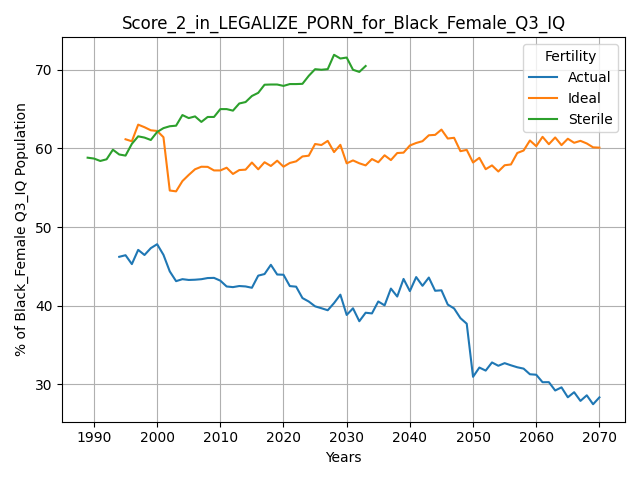 Score_2_in_LEGALIZE_PORN_for_Black_Female_Q3_IQ
Fertility
Actual
Ideal
Sterile
% of Black_Female Q3_IQ Population
70
60
50
40
30
1990 2000 2010 2020 2030 2040 2050 2060 2070
Years